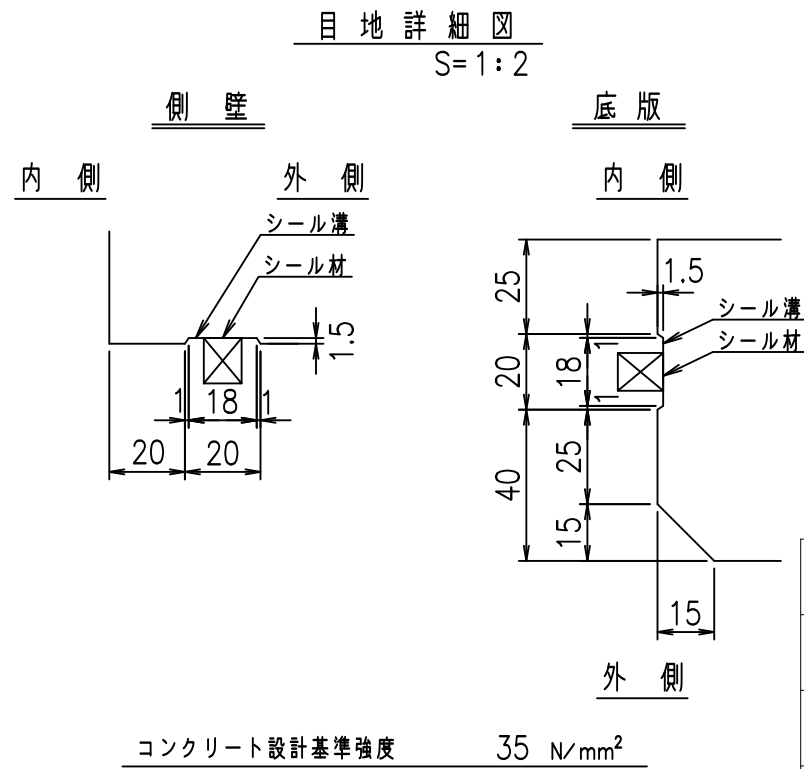 目地詳細図
S=1:2
側壁
底版
内側
外側
内側
シール溝
シール材
1.5
1
18
1
20
20
25
1.5
シール溝
シール材
20
1
18
1
40
25
15
15
外側
コンクリート設計基準強度 35 N/mm²